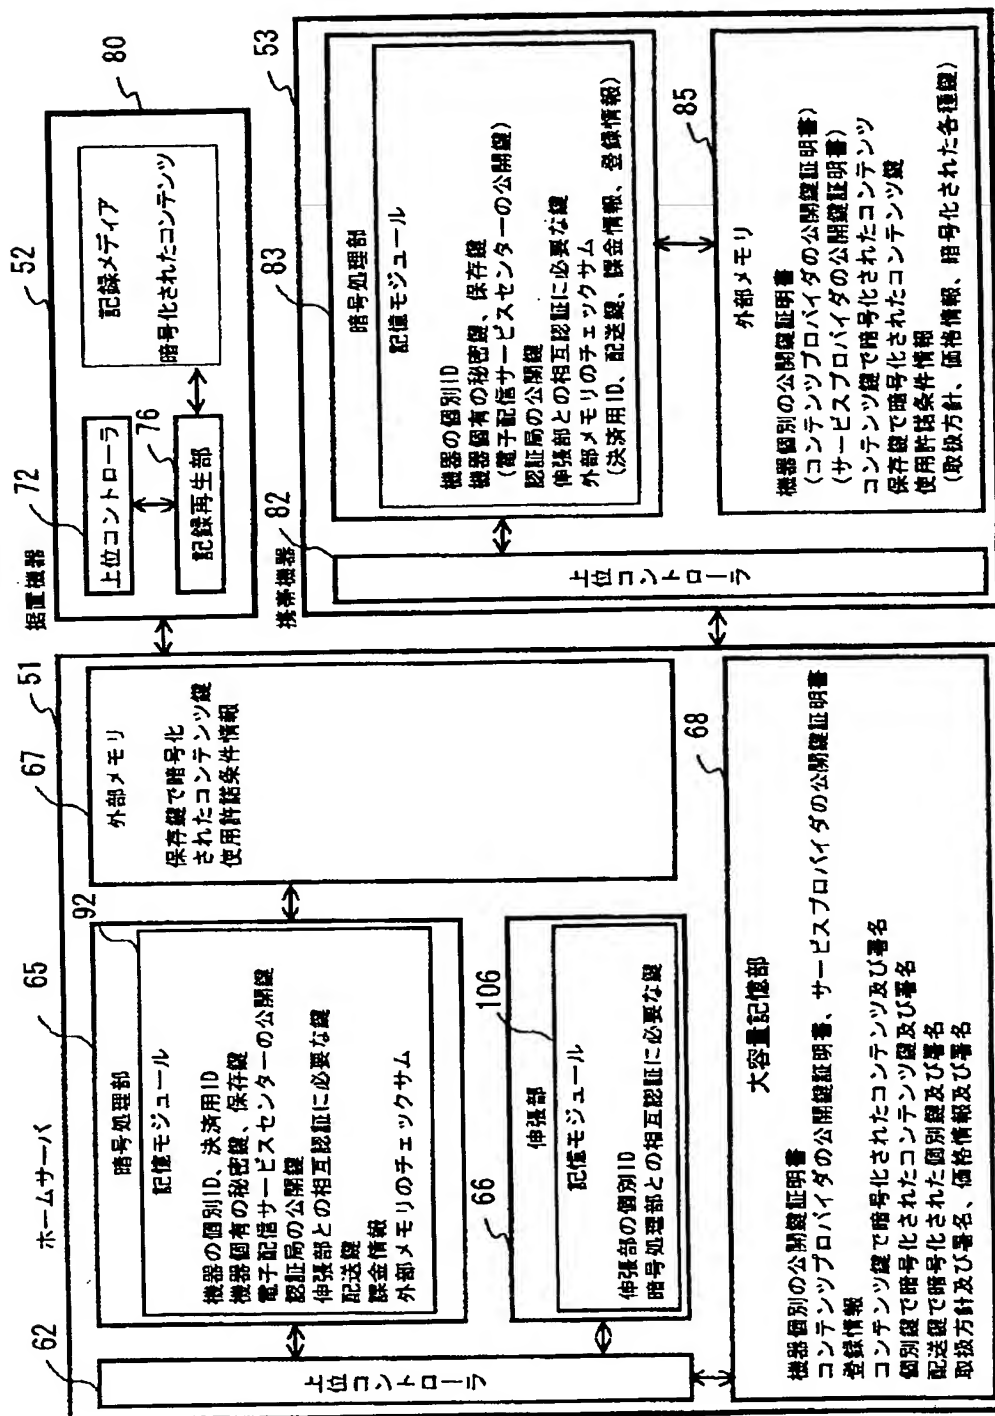 ホームサーバ
51
62
上位コントローラ
65
暗号処理部
92
記憶モジュール
機器の個別ID、決済用ID
機器固有の秘密鍵、保存鍵
電子配信サービスセンターの公開鍵
認証局の公開鍵
伸張部との相互認証に必要な鍵
配送鍵
課金情報
外部メモリのチェックサム
66
伸張部
106
記憶モジュール
伸張部の個別ID
暗号処理部との相互認証に必要な鍵
67
外部メモリ
保存鍵で暗号化
されたコンテンツ鍵
使用許諾条件情報
68
大容量記憶部
機器個別の公開鍵証明書
コンテンツプロバイダの公開鍵証明書、サービスプロバイダの公開鍵証明書
登録情報
コンテンツ鍵で暗号化されたコンテンツ及び署名
個別鍵で暗号化されたコンテンツ鍵及び署名
配送鍵で暗号化された個別鍵及び署名
取扱方針及び署名、価格情報及び署名
据置機器
52
72
上位コントローラ
76
記録再生部
80
記録メディア
暗号化されたコンテンツ
携帯機器
53
82
上位コントローラ
83
暗号処理部
記憶モジュール
機器の個別ID
機器固有の秘密鍵、保存鍵
(電子配信サービスセンターの公開鍵)
認証局の公開鍵
伸張部との相互認証に必要な鍵
外部メモリのチェックサム
(決済用ID、配送鍵、課金情報、登録情報)
85
外部メモリ
機器個別の公開鍵証明書
(コンテンツプロバイダの公開鍵証明書)
(サービスプロバイダの公開鍵証明書)
コンテンツ鍵で暗号化されたコンテンツ
保存鍵で暗号化されたコンテンツ鍵
使用許諾条件情報
(取扱方針、価格情報、暗号化された各種鍵)